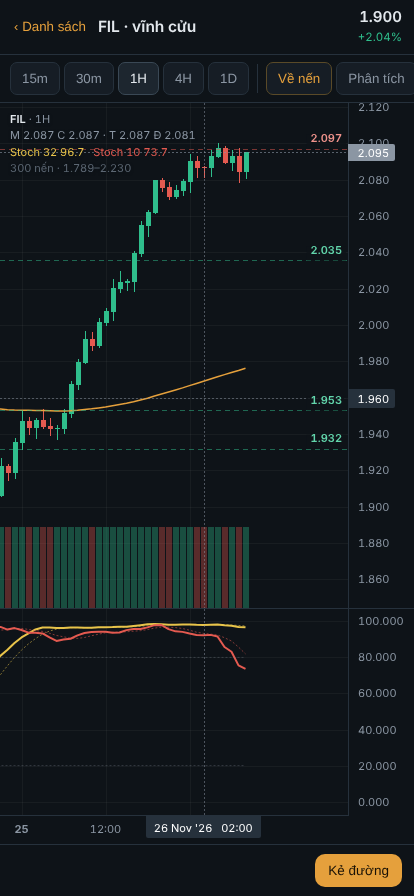 ‹ Danh sách
FIL · vĩnh cửu
1.900
+2.04%
15m
30m
1H
4H
1D
Vẽ nến
Phân tích
FIL · 1H
M 2.087 C 2.087 · T 2.087 Đ 2.081
Stoch 32 96.7 · Stoch 10 73.7
300 nến · 1.789–2.230
2.097
2.035
1.953
1.932
2.120
2.100
2.095
2.080
2.060
2.040
2.020
2.000
1.980
1.960
1.940
1.920
1.900
1.880
1.860
100.000
80.000
60.000
40.000
20.000
0.000
25
12:00
26 Nov '26 02:00
Kẻ đường